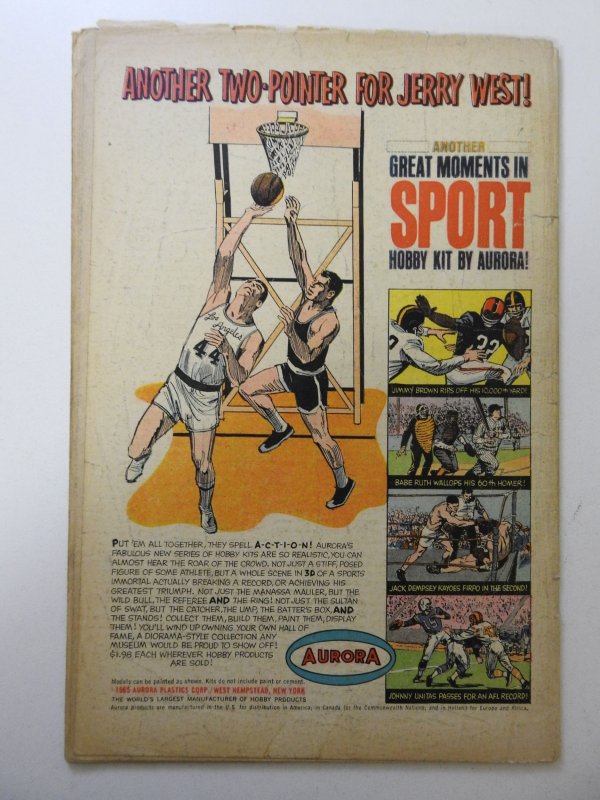 ANOTHER TWO-POINTER FOR JERRY WEST!
ANOTHER
GREAT MOMENTS IN
SPORT
HOBBY KIT BY AURORA!
Los Angeles
44
32
JIMMY BROWN RIPS OFF HIS 10,000th YARD!
BABE RUTH WALLOPS HIS 60th HOMER!
JACK DEMPSEY KAYOES FIRPO IN THE SECOND!
JOHNNY UNITAS PASSES FOR AN AFL RECORD!
PUT 'EM ALL TOGETHER, THEY SPELL A-C-T-I-O-N! AURORA'S
FABULOUS NEW SERIES OF HOBBY KITS ARE SO REALISTIC, YOU CAN
ALMOST HEAR THE ROAR OF THE CROWD. NOT JUST A STIFF, POSED
FIGURE OF SOME ATHLETE, BUT A WHOLE SCENE IN 3D OF A SPORTS
IMMORTAL ACTUALLY BREAKING A RECORD, OR ACHIEVING HIS
GREATEST TRIUMPH. NOT JUST THE MANASSA MAULER, BUT THE
WILD BULL, THE REFEREE AND THE RING! NOT JUST THE SULTAN
OF SWAT, BUT THE CATCHER, THE UMP, THE BATTER'S BOX, AND
THE STANDS! COLLECT THEM, BUILD THEM, PAINT THEM, DISPLAY
THEM! YOU'LL WIND UP OWNING YOUR OWN HALL OF
FAME, A DIORAMA-STYLE COLLECTION ANY
MUSEUM WOULD BE PROUD TO SHOW OFF!
$1.98 EACH WHEREVER HOBBY PRODUCTS
ARE SOLD!
AURORA
Models can be painted as shown. Kits do not include paint or cement.
©1965 AURORA PLASTICS CORP./WEST HEMPSTEAD, NEW YORK
THE WORLD'S LARGEST MANUFACTURER OF HOBBY PRODUCTS
Aurora products are manufactured in the U.S. for distribution in America; in Canada for the Commonwealth Nations; and in Holland for Europe and Africa.